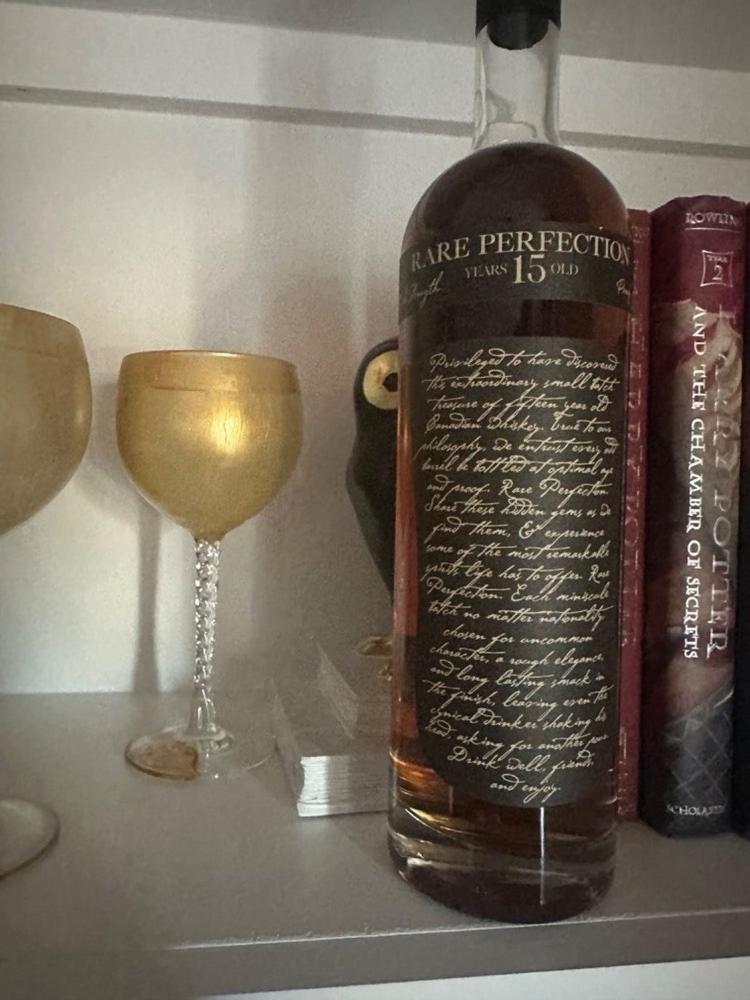 RARE PERFECTION
YEARS 15 OLD
Privileged to have discovered
this extraordinary small batch
treasure of fifteen year old
Canadian whiskey. True to our
philosophy, we entrust every
barrel be bottled at optimal age
and proof. Rare Perfection
Share these hidden gems as we
find them, & experience
some of the most remarkable
spirits life has to offer. Rare
Perfection. Each miniscule
batch no matter nationality
chosen for uncommon
character, a rough elegance
and long lasting smack in
the finish, leaving even the
cynical Drinker shaking his
head asking for another pour
Drink well, friends,
and enjoy.
ROWLIN
YEAR
2
HARRY POTTER
AND THE CHAMBER OF SECRETS
SCHOLASTI